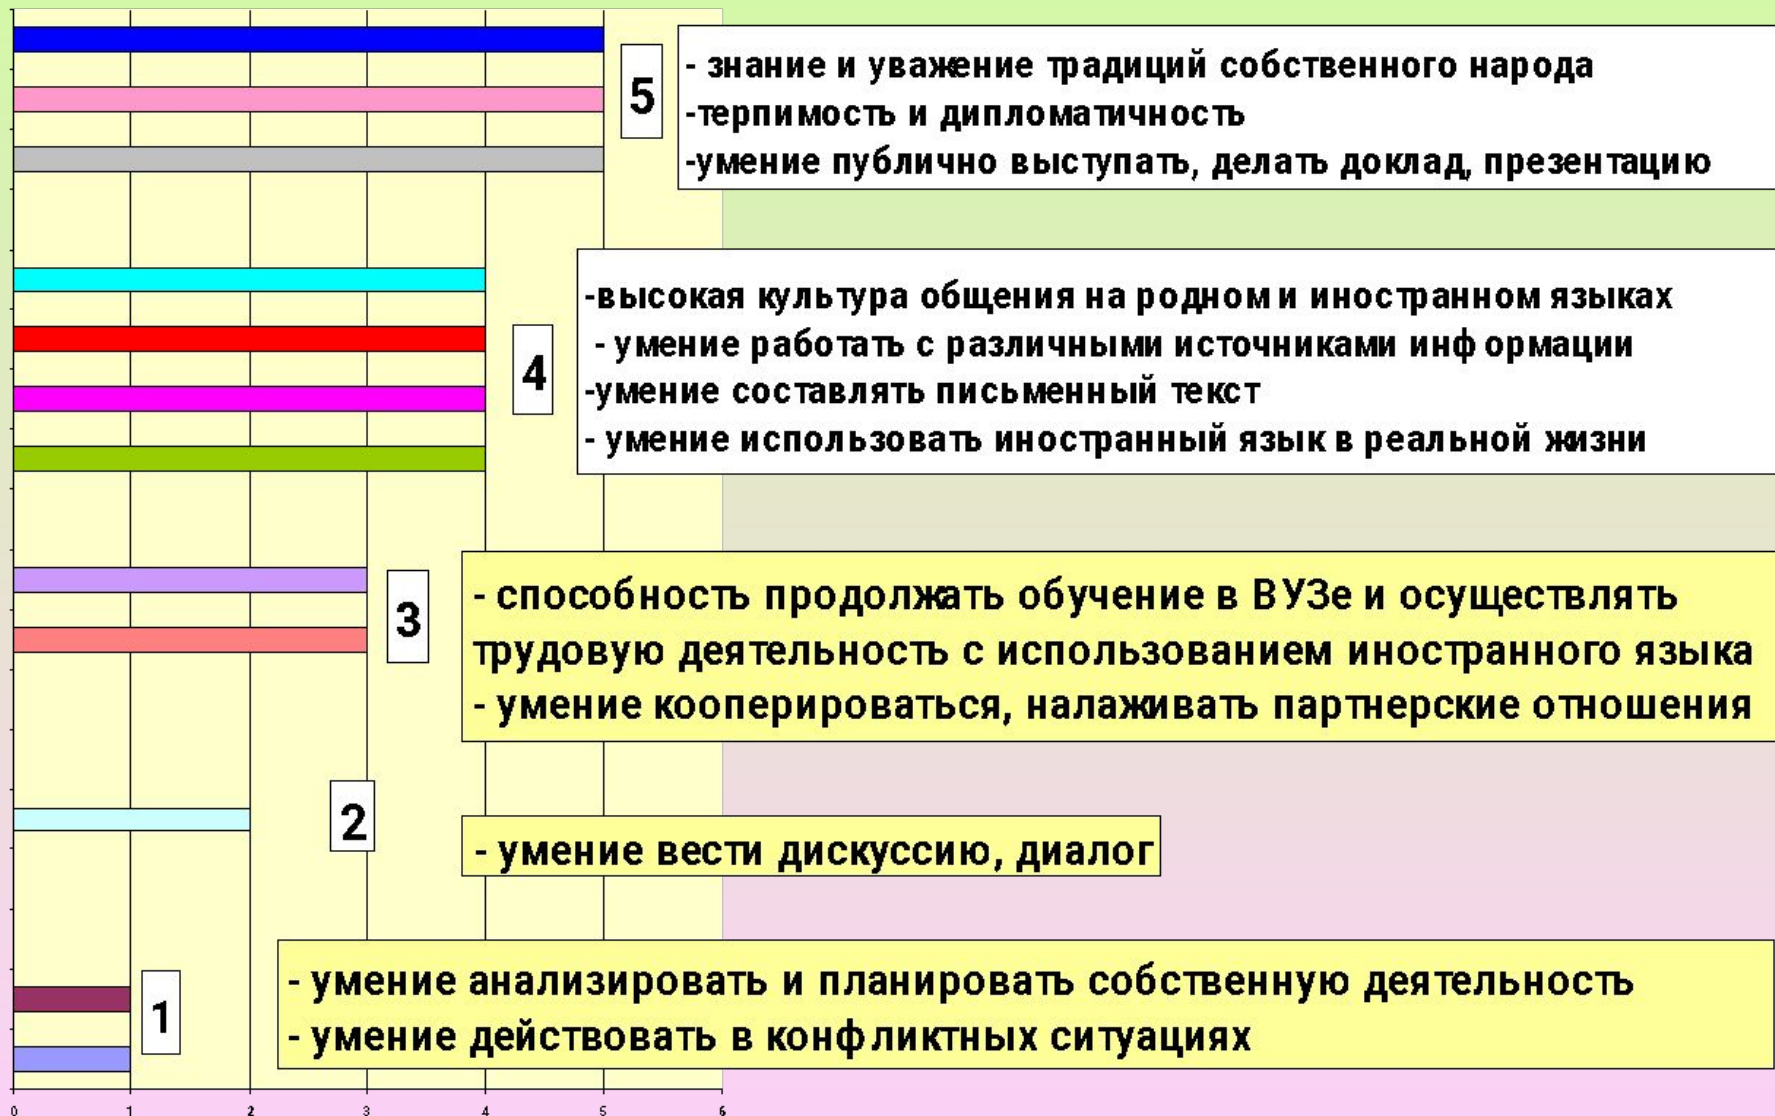 5
- знание и уважение традиций собственного народа
-терпимость и дипломатичность
-умение публично выступать, делать доклад, презентацию
4
-высокая культура общения на родном и иностранном языках
- умение работать с различными источниками информации
-умение составлять письменный текст
- умение использовать иностранный язык в реальной жизни
3
- способность продолжать обучение в ВУЗе и осуществлять
трудовую деятельность с использованием иностранного языка
- умение кооперироваться, налаживать партнерские отношения
2
- умение вести дискуссию, диалог
1
- умение анализировать и планировать собственную деятельность
- умение действовать в конфликтных ситуациях
0 1 2 3 4 5 6